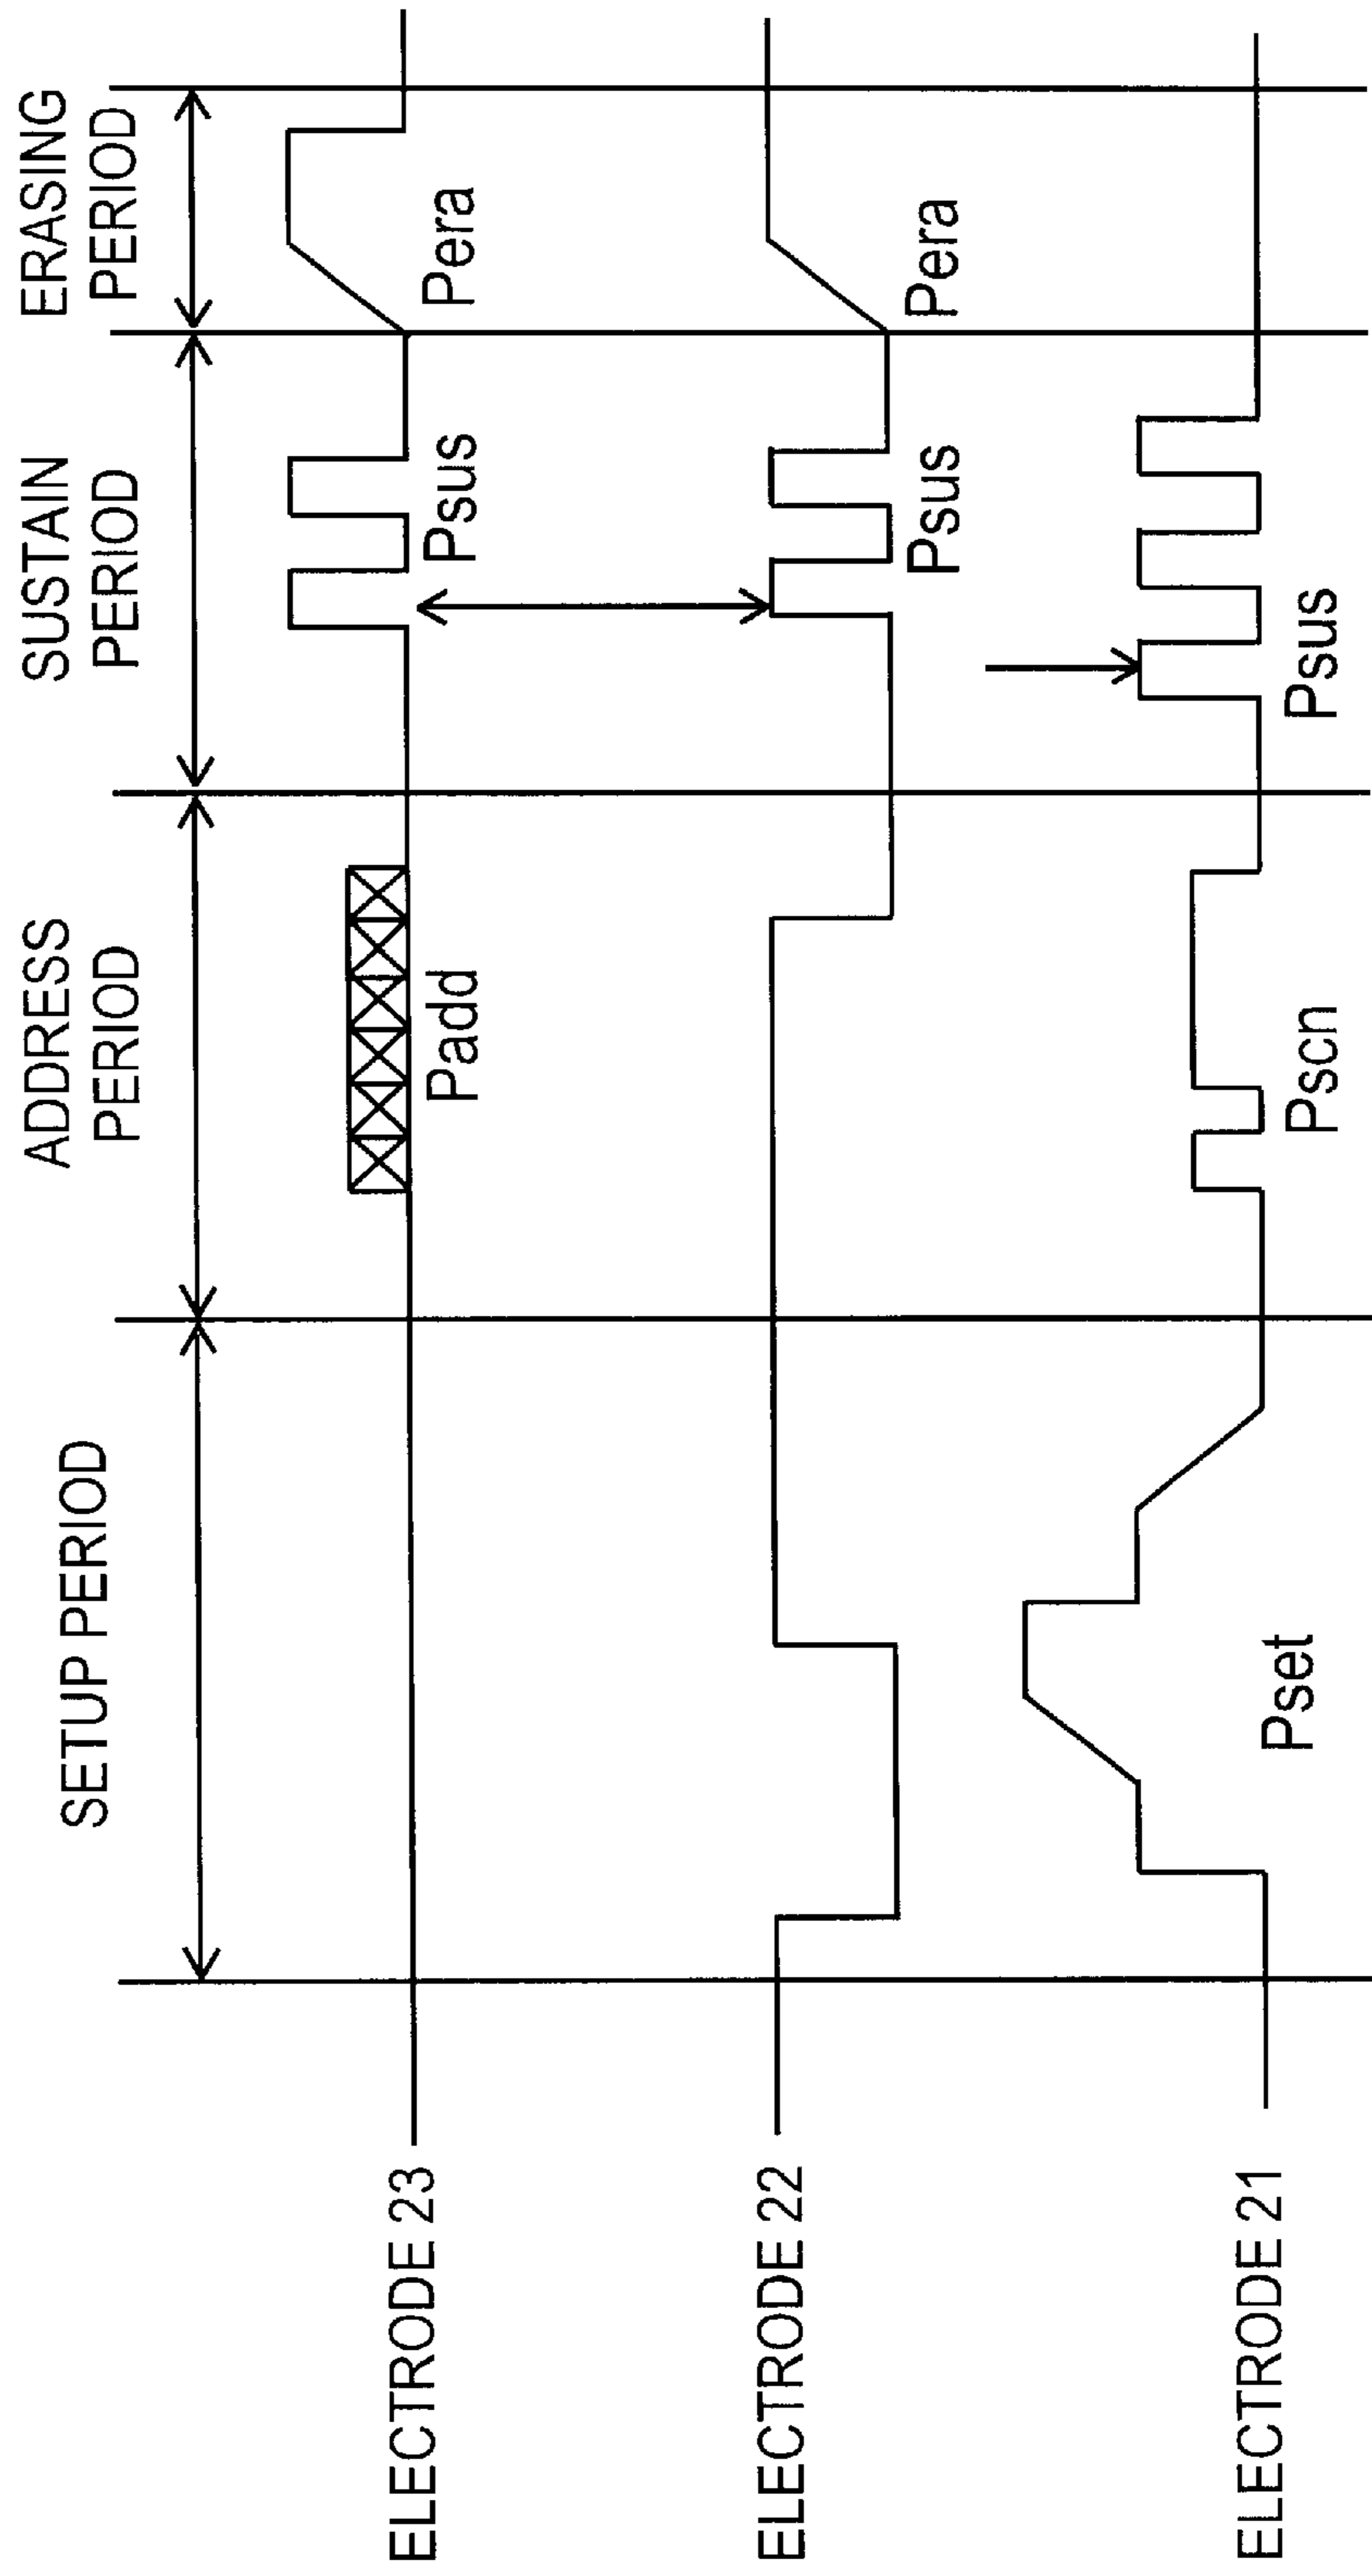 SETUP PERIOD
ADDRESS
PERIOD
SUSTAIN
PERIOD
ERASING
PERIOD
ELECTRODE 23
Padd
Psus
Pera
ELECTRODE 22
Psus
Pera
ELECTRODE 21
Pset
Pscn
Psus